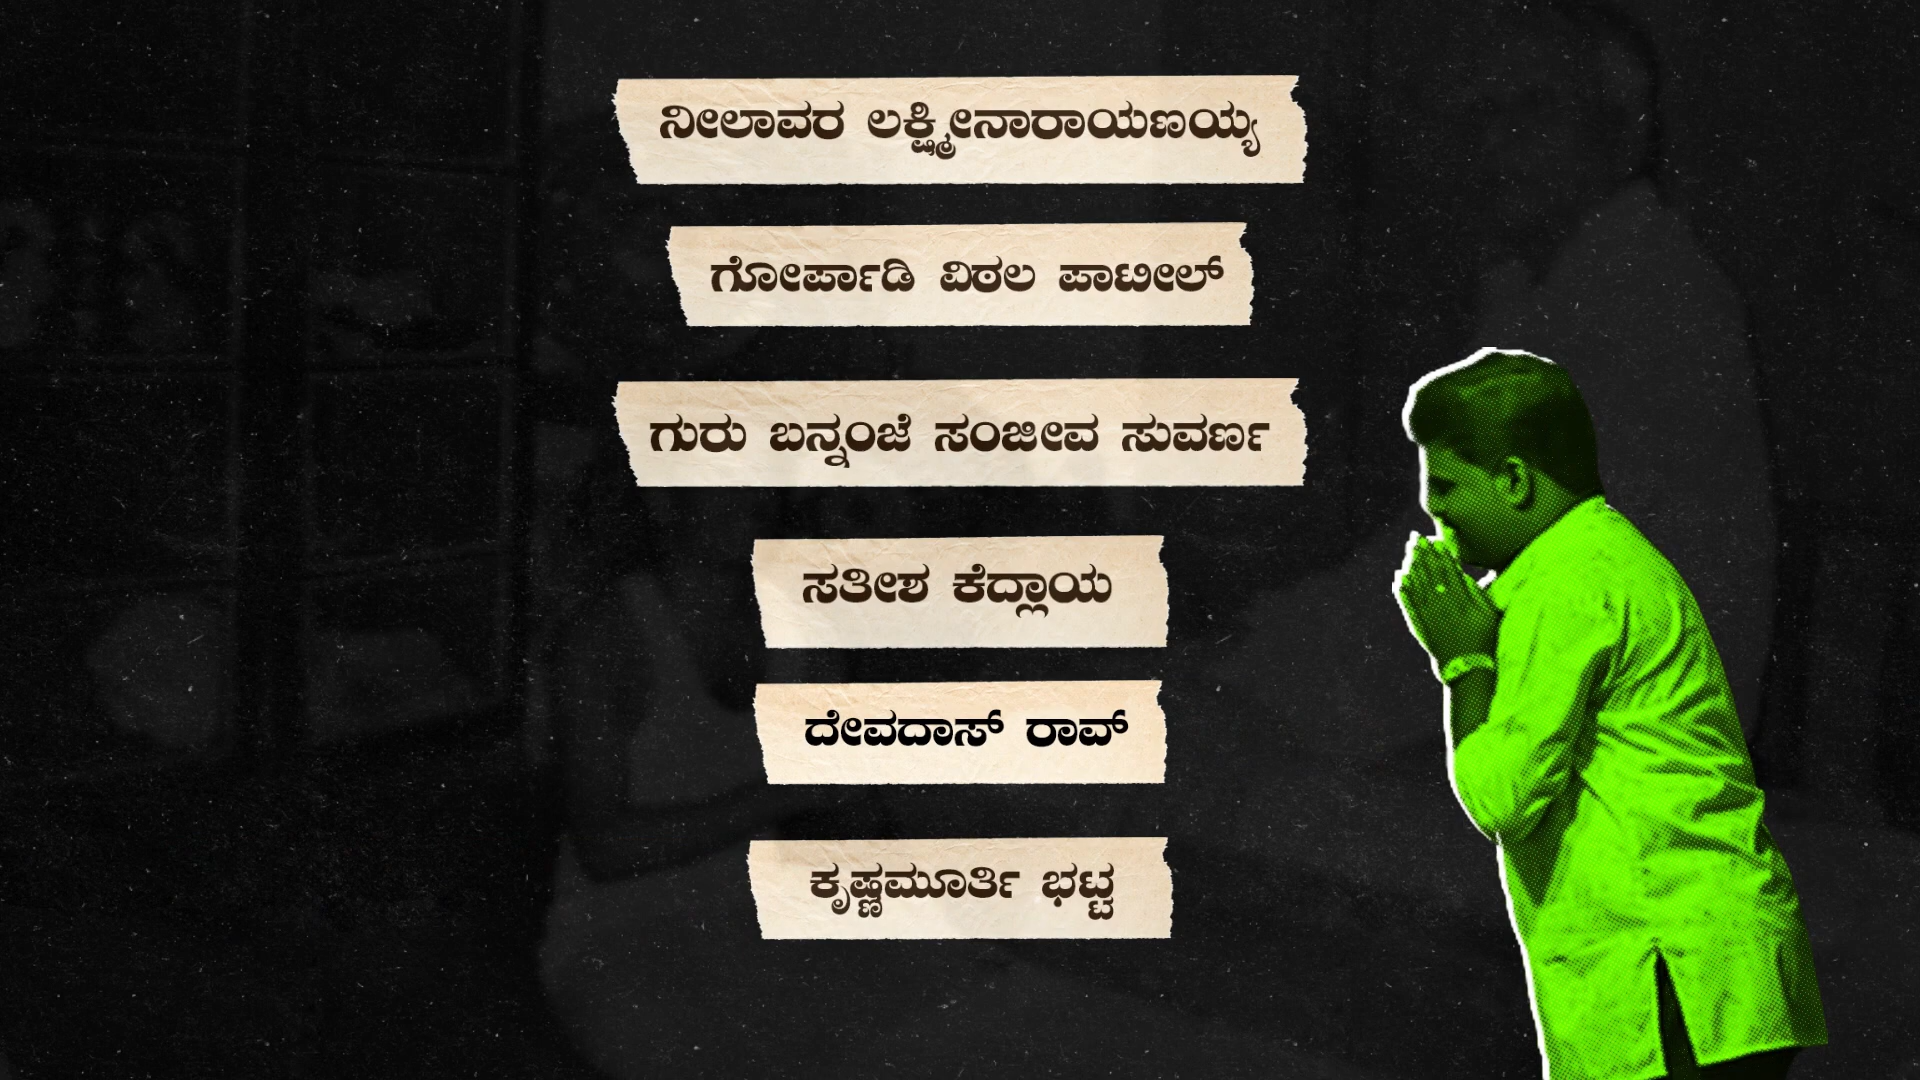 ನೀಲಾವರ ಲಕ್ಷ್ಮೀನಾರಾಯಣಯ್ಯ
ಗೋರ್ಪಾಡಿ ವಿಠಲ ಪಾಟೀಲ್
ಗುರು ಬನ್ನಂಜೆ ಸಂಜೀವ ಸುವರ್ಣ
ಸತೀಶ ಕೆದ್ಲಾಯ
ದೇವದಾಸ್ ರಾವ್
ಕೃಷ್ಣಮೂರ್ತಿ ಭಟ್ಟ